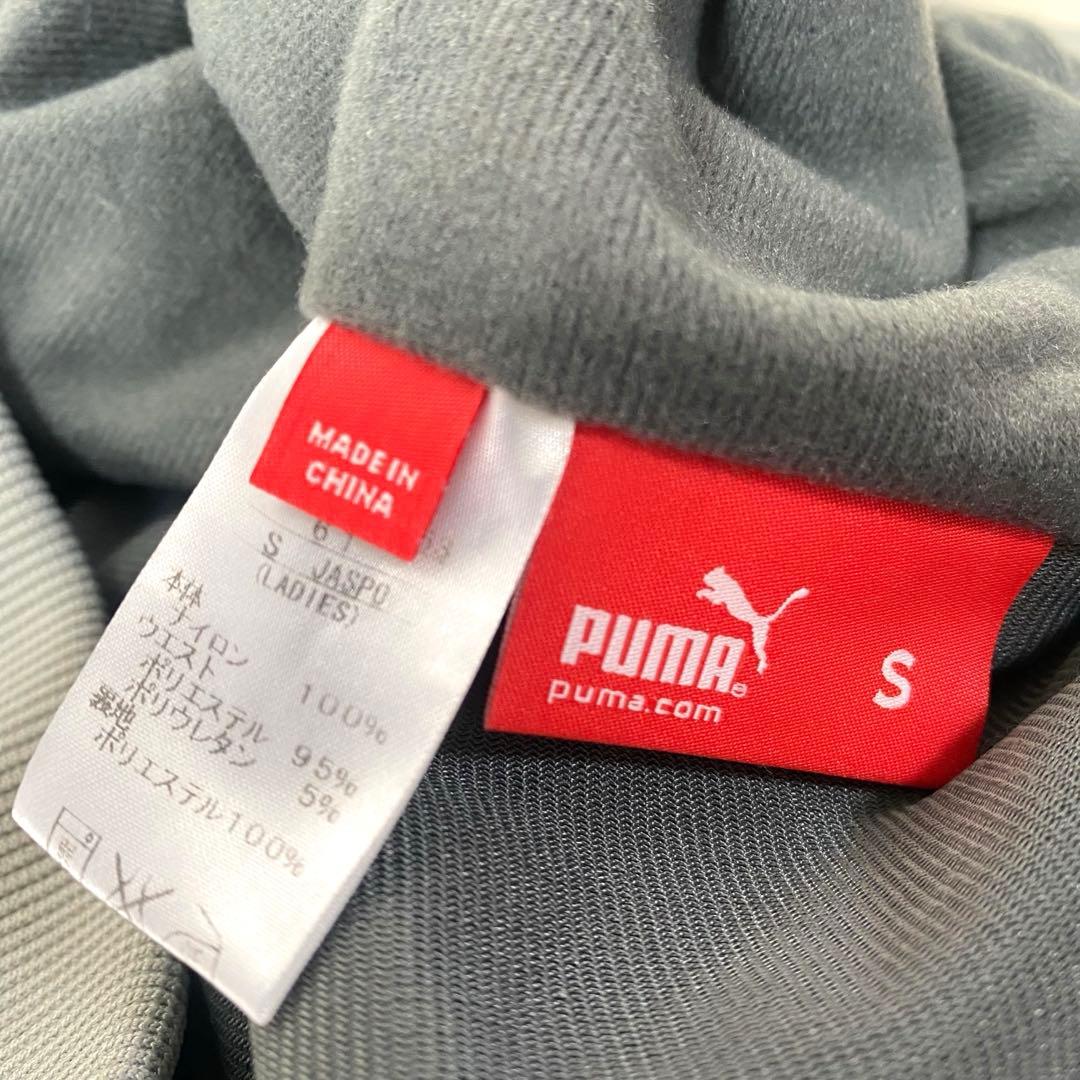 MADE IN
CHINA
S JASPO
(LADIES)
本体
ナイロン 100%
ウエスト
ポリエステル 95%
ポリウレタン 5%
裏地
ポリエステル100%
PUMA®
puma.com
S